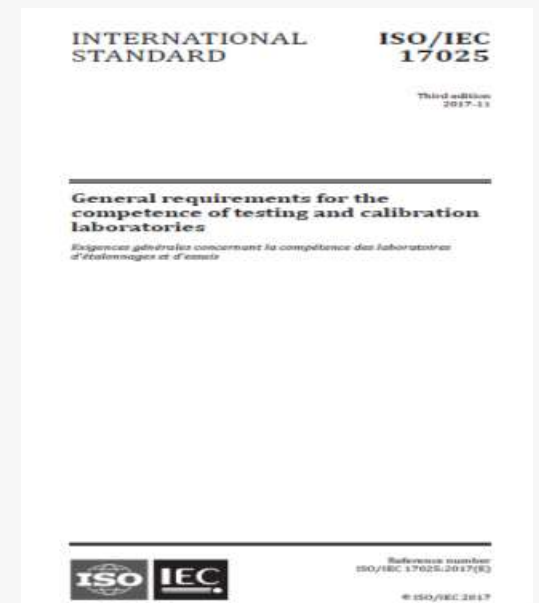 INTERNATIONAL
STANDARD
ISO/IEC
17025
Third edition
2017-11
General requirements for the
competence of testing and calibration
laboratories
Exigences générales concernant la compétence des laboratoires
d'étalonnages et d'essais
ISO
IEC
Reference number
ISO/IEC 17025:2017(E)
© ISO/IEC 2017